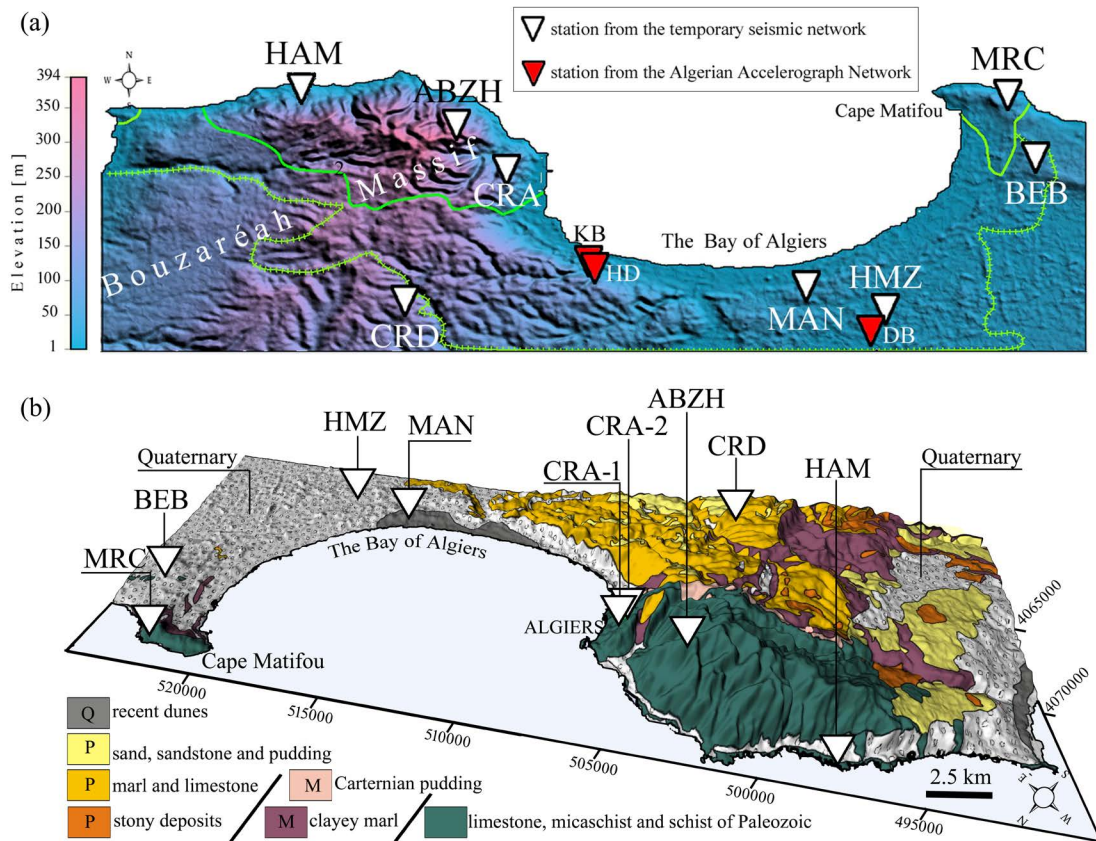 (a)
station from the temporary seismic network
station from the Algerian Accelerograph Network
N
W E
S
Elevation [m]
394
350
300
250
200
150
100
50
1
HAM
ABZH
CRA
MRC
Cape Matifou
BEB
2
1
Bouzaréah Massif
KB
HD
The Bay of Algiers
HMZ
MAN
DB
CRD
(b)
ABZH
CRA-2
HMZ
MAN
CRD
CRA-1
HAM
Quaternary
Quaternary
BEB
MRC
The Bay of Algiers
ALGIERS
Cape Matifou
520000
515000
510000
505000
500000
495000
4065000
4070000
2.5 km
E
S
N
W
Q recent dunes
P sand, sandstone and pudding
P marl and limestone / M Carternian pudding
P stony deposits / M clayey marl / limestone, micaschist and schist of Paleozoic